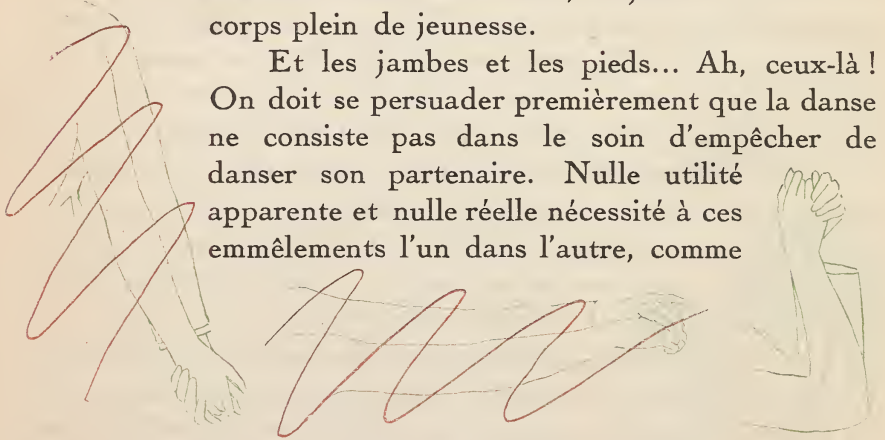 corps plein de jeunesse.
Et les jambes et les pieds... Ah, ceux-là !
On doit se persuader premièrement que la danse
ne consiste pas dans le soin d'empêcher de
danser son partenaire. Nulle utilité
apparente et nulle réelle nécessité à ces
emmêlements l'un dans l'autre, comme